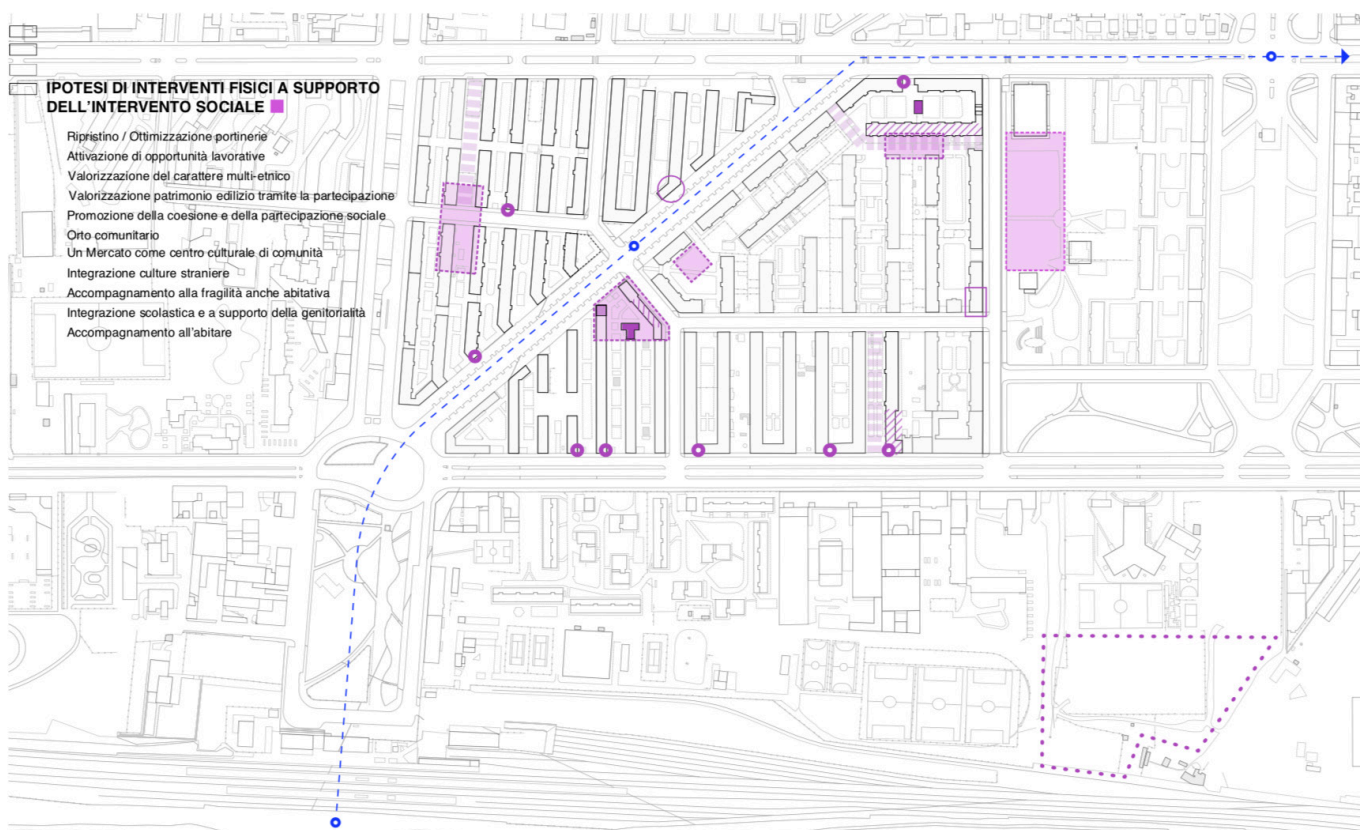 IPOTESI DI INTERVENTI FISICI A SUPPORTO
DELL'INTERVENTO SOCIALE
Ripristino / Ottimizzazione portinerie
Attivazione di opportunità lavorative
Valorizzazione del carattere multi-etnico
Valorizzazione patrimonio edilizio tramite la partecipazione
Promozione della coesione e della partecipazione sociale
Orto comunitario
Un Mercato come centro culturale di comunità
Integrazione culture straniere
Accompagnamento alla fragilità anche abitativa
Integrazione scolastica e a supporto della genitorialità
Accompagnamento all'abitare